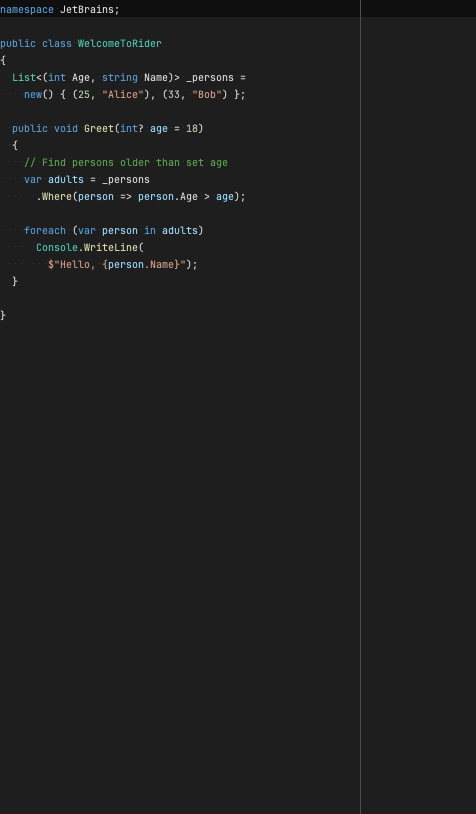 namespace JetBrains;
public class WelcomeToRider
{
List<(int Age, string Name)> _persons =
new() { (25, "Alice"), (33, "Bob") };
public void Greet(int? age = 18)
{
// Find persons older than set age
var adults = _persons
.Where(person => person.Age > age);
foreach (var person in adults)
Console.WriteLine(
$"Hello, {person.Name}");
}
}